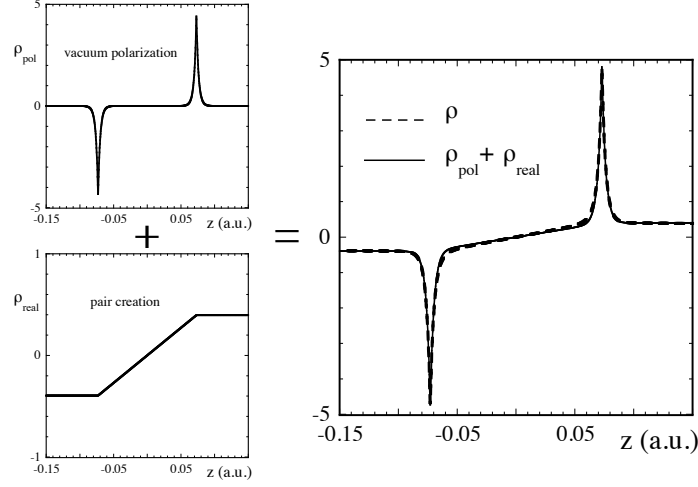 5
ρpol
vacuum polarization
0
-5
-0.15
-0.05
0.05
z (a.u.)
+
1
ρreal
pair creation
0
-1
-0.15
-0.05
0.05
z (a.u.)
=
5
ρ
ρpol + ρreal
0
-5
-0.15
-0.05
0.05
z (a.u.)